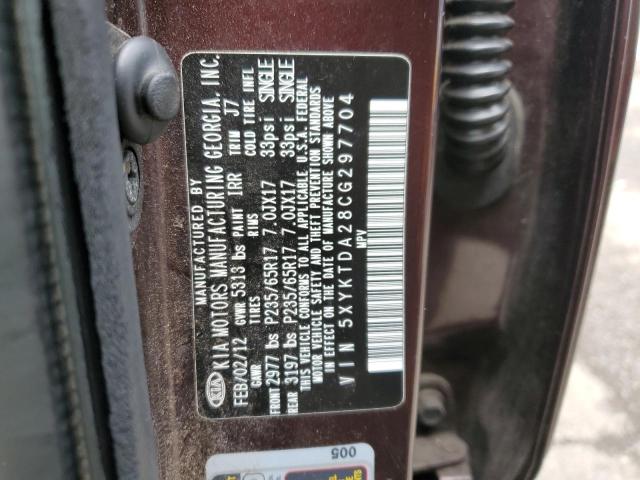 KIA
MANUFACTURED BY
KIA MOTORS MANUFACTURING GEORGIA, INC.
FEB/02/12 GVWR 5313 lbs PAINT IRR TRIM J7
GAWR TIRES RIMS COLD TIRE INFL
FRONT 2977 lbs P235/65R17 7.0JX17 33psi SINGLE
REAR 3197 lbs P235/65R17 7.0JX17 33psi SINGLE
THIS VEHICLE CONFORMS TO ALL APPLICABLE U.S.A. FEDERAL
MOTOR VEHICLE SAFETY AND THEFT PREVENTION STANDARDS
IN EFFECT ON THE DATE OF MANUFACTURE SHOWN ABOVE
VIN 5XYKTDA28CG297704
MPV
005